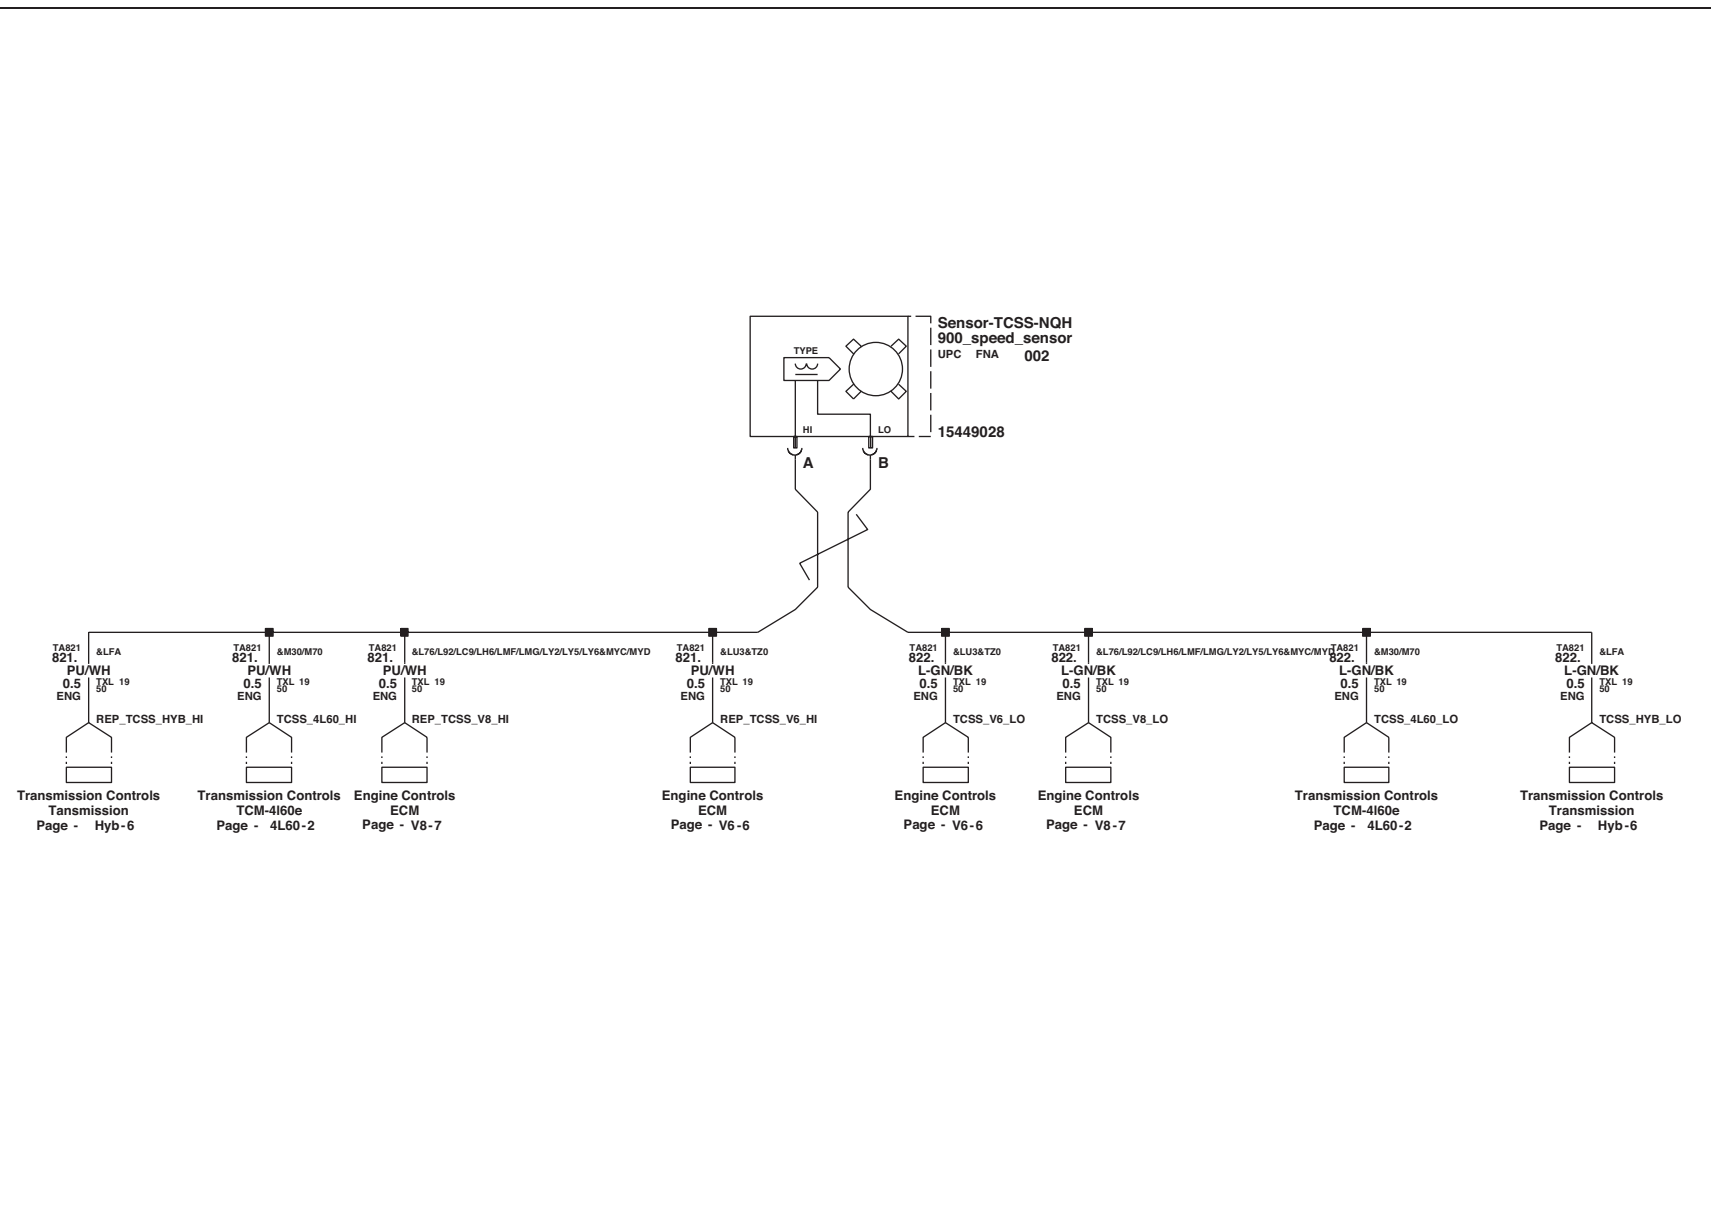 Sensor-TCSS-NQH
900_speed_sensor
UPC FNA 002
TYPE
HI LO
15449028
A B
TA821
821.
&LFA
PU/WH
0.5 TXL 19
50
ENG
REP_TCSS_HYB_HI
Transmission Controls
Tansmission
Page - Hyb-6
TA821
821.
&M30/M70
PU/WH
0.5 TXL 19
50
ENG
TCSS_4L60_HI
Transmission Controls
TCM-4l60e
Page - 4L60-2
TA821
821.
&L76/L92/LC9/LH6/LMF/LMG/LY2/LY5/LY6&MYC/MYD
PU/WH
0.5 TXL 19
50
ENG
REP_TCSS_V8_HI
Engine Controls
ECM
Page - V8-7
TA821
821.
&LU3&TZ0
PU/WH
0.5 TXL 19
50
ENG
REP_TCSS_V6_HI
Engine Controls
ECM
Page - V6-6
TA821
822.
&LU3&TZ0
L-GN/BK
0.5 TXL 19
50
ENG
TCSS_V6_LO
Engine Controls
ECM
Page - V6-6
TA821
822.
&L76/L92/LC9/LH6/LMF/LMG/LY2/LY5/LY6&MYC/MYD
L-GN/BK
0.5 TXL 19
50
ENG
TCSS_V8_LO
Engine Controls
ECM
Page - V8-7
TA821
822.
&M30/M70
L-GN/BK
0.5 TXL 19
50
ENG
TCSS_4L60_LO
Transmission Controls
TCM-4l60e
Page - 4L60-2
TA821
822.
&LFA
L-GN/BK
0.5 TXL 19
50
ENG
TCSS_HYB_LO
Transmission Controls
Transmission
Page - Hyb-6